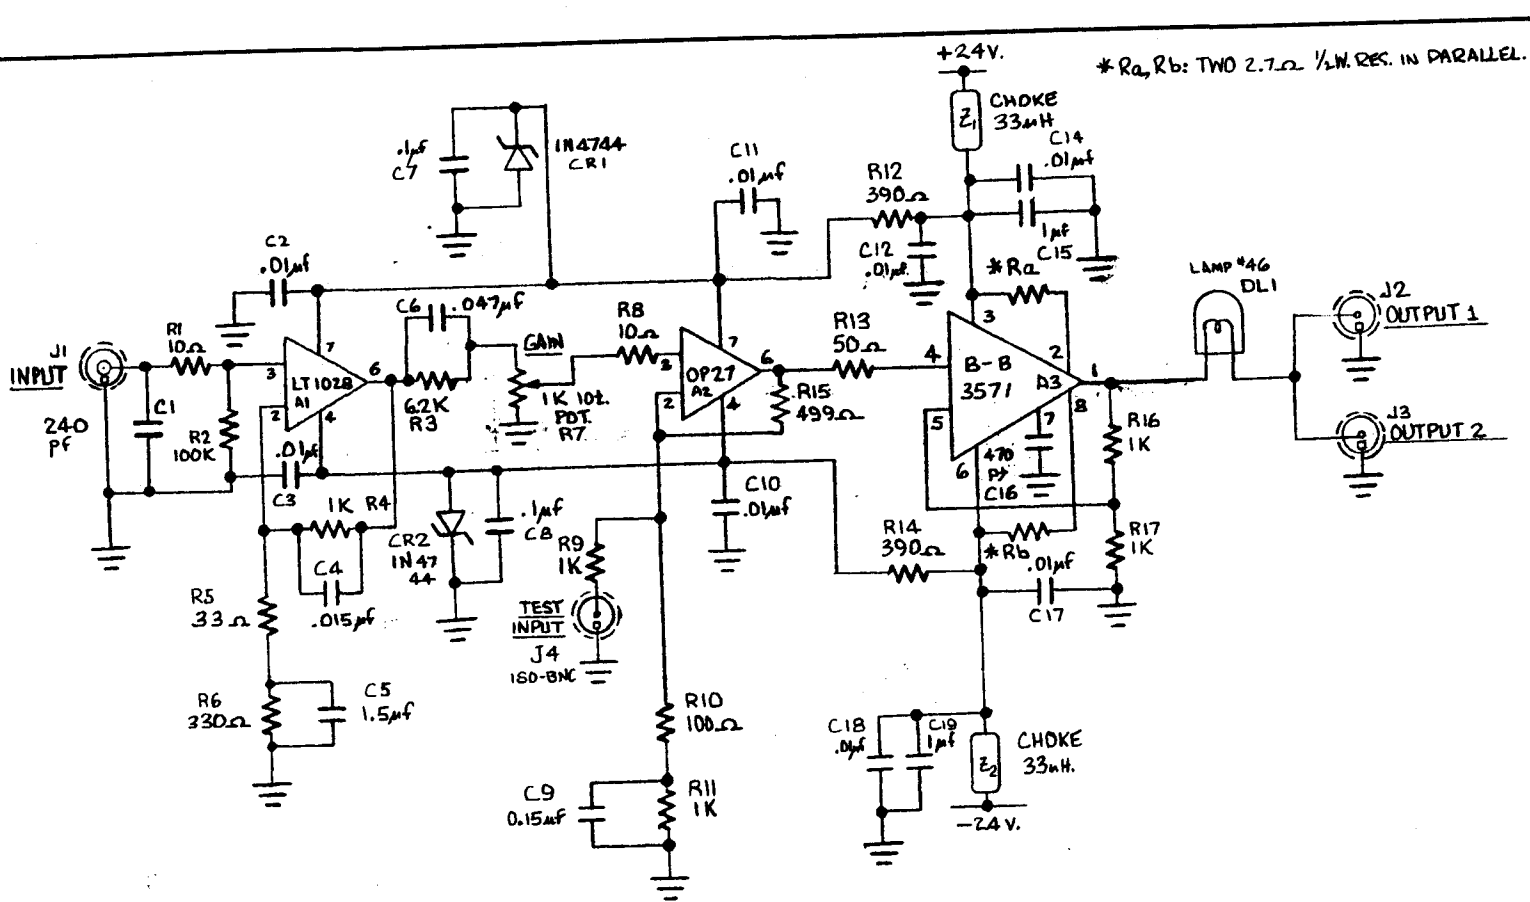 +24V.
*Ra,Rb: TWO 2.7Ω 1/2W. RES. IN PARALLEL.
Z1
CHOKE
33uH
.1µf
C7
1N4744
CR1
C11
.01µf
C14
.01µf
R12
390Ω
1µf
C15
C12
.01µf.
*Ra
C2
.01µf
LAMP #46
DL1
C6
.047µf
J2
OUTPUT 1
J1
INPUT
240
Pf
C1
R1
10Ω
R2
100K
3
7
6
LT1028
A1
2
4
6.2K
R3
GAIN
1K 10t.
POT.
R7
R8
10Ω
3
7
6
OP27
A2
2
4
R15
499Ω
R13
50Ω
4
3
B-B
3571
2
A3
1
8
7
5
6
470
Pf
C16
R16
1K
J3
OUTPUT 2
.01µf
C3
1K R4
C4
.015µf
CR2
1N47
44
.1µf
C8
C10
.01µf
R9
1K
TEST
INPUT
J4
ISO-BNC
R14
390Ω
*Rb
.01µf
C17
R17
1K
R5
33Ω
R6
330Ω
C5
1.5µf
R10
100Ω
C9
0.15µf
R11
1K
C18
.01µf
C19
1µf
Z2
CHOKE
33uH.
-24V.